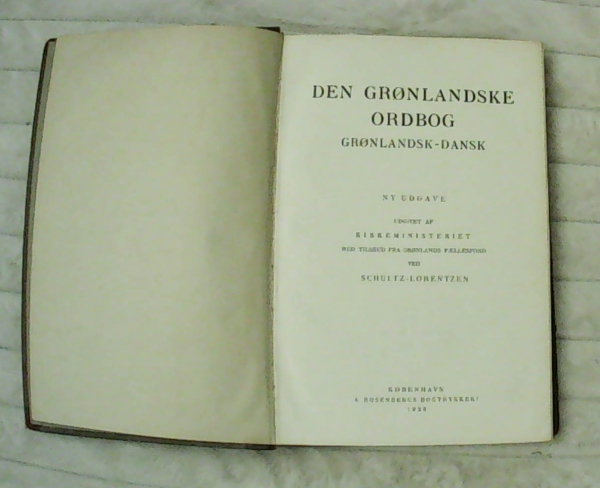 DEN GRØNLANDSKE
ORDBOG
GRØNLANDSK-DANSK
NY UDGAVE
UDGIVET AF
KIRKEMINISTERIET
MED TILSKUD FRA GRØNLANDS FÆLLESFOND
VED
SCHULTZ-LORENTZEN
KØBENHAVN
A. ROSENBERGS BOGTRYKKERI